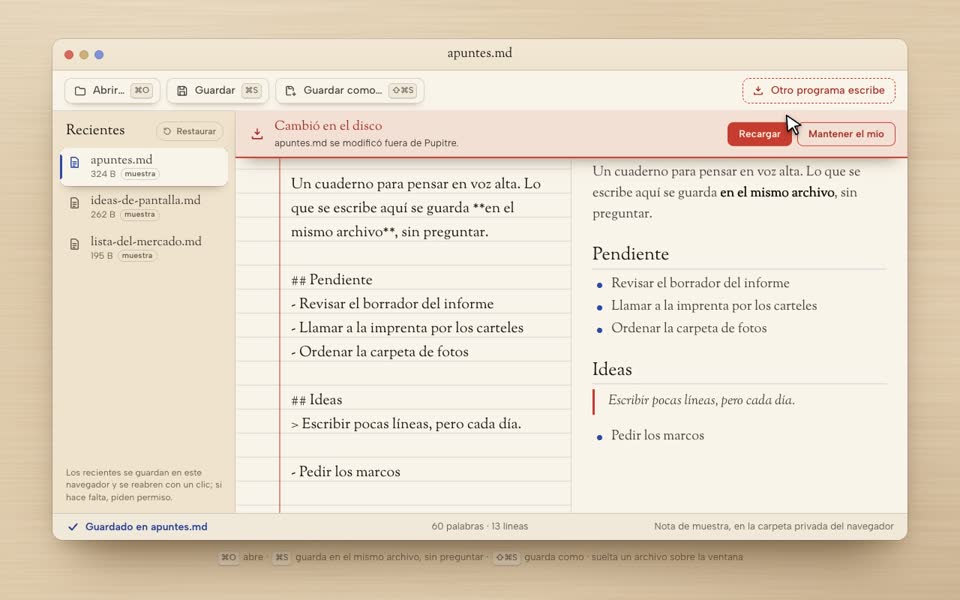 apuntes.md
Abrir… ⌘O
Guardar ⌘S
Guardar como… ⇧⌘S
Otro programa escribe
Recientes
Restaurar
apuntes.md
324 B muestra
ideas-de-pantalla.md
262 B muestra
lista-del-mercado.md
195 B muestra
Los recientes se guardan en este
navegador y se reabren con un clic; si
hace falta, piden permiso.
Cambió en el disco
apuntes.md se modificó fuera de Pupitre.
Recargar
Mantener el mío
Un cuaderno para pensar en voz alta. Lo
que se escribe aquí se guarda **en el
mismo archivo**, sin preguntar.
## Pendiente
- Revisar el borrador del informe
- Llamar a la imprenta por los carteles
- Ordenar la carpeta de fotos
## Ideas
> Escribir pocas líneas, pero cada día.
- Pedir los marcos
Un cuaderno para pensar en voz alta. Lo que se
escribe aquí se guarda en el mismo archivo, sin
preguntar.
Pendiente
Revisar el borrador del informe
Llamar a la imprenta por los carteles
Ordenar la carpeta de fotos
Ideas
Escribir pocas líneas, pero cada día.
Pedir los marcos
Guardado en apuntes.md
60 palabras · 13 líneas
Nota de muestra, en la carpeta privada del navegador
⌘O abre · ⌘S guarda en el mismo archivo, sin preguntar · ⇧⌘S guarda como · suelta un archivo sobre la ventana